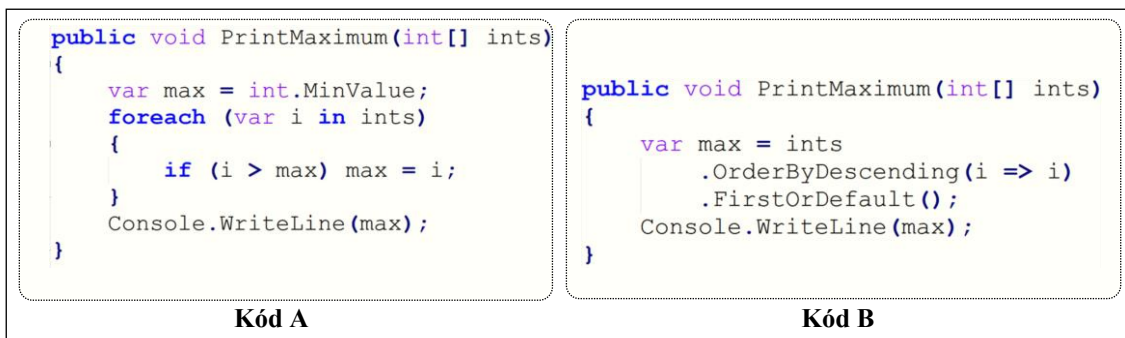 public void PrintMaximum(int[] ints)
{
    var max = int.MinValue;
    foreach (var i in ints)
    {
        if (i > max) max = i;
    }
    Console.WriteLine(max);
}
Kód A
public void PrintMaximum(int[] ints)
{
    var max = ints
        .OrderByDescending(i => i)
        .FirstOrDefault();
    Console.WriteLine(max);
}
Kód B